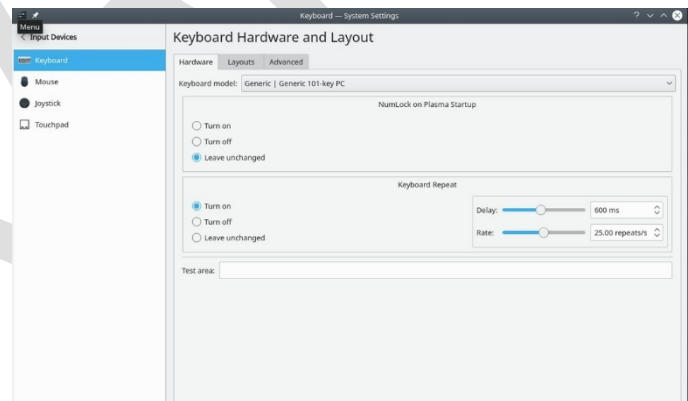 Keyboard — System Settings
Menu
Input Devices
Keyboard Hardware and Layout
Keyboard
Mouse
Joystick
Touchpad
Hardware Layouts Advanced
Keyboard model: Generic | Generic 101-key PC
NumLock on Plasma Startup
Turn on
Turn off
Leave unchanged
Keyboard Repeat
Turn on
Turn off
Leave unchanged
Delay: 600 ms
Rate: 25.00 repeats/s
Test area: